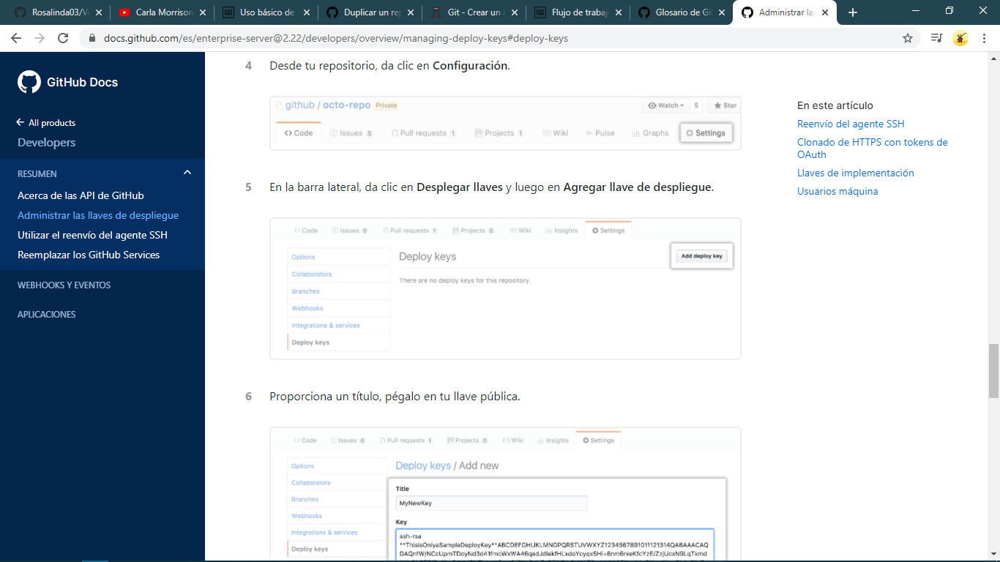 Rosalinda03/V
Carla Morrison
Uso básico de
Duplicar un re
Git - Crear un a
Flujo de trabaj
Glosario de Gi
Administrar la
docs.github.com/es/enterprise-server@2.22/developers/overview/managing-deploy-keys#deploy-keys
GitHub Docs
All products
Developers
RESUMEN
Acerca de las API de GitHub
Administrar las llaves de despliegue
Utilizar el reenvío del agente SSH
Reemplazar los GitHub Services
WEBHOOKS Y EVENTOS
APLICACIONES
4 Desde tu repositorio, da clic en Configuración.
github / octo-repo Private
Watch 5 Star
Code Issues 5 Pull requests 1 Projects 1 Wiki Pulse Graphs Settings
5 En la barra lateral, da clic en Desplegar llaves y luego en Agregar llave de despliegue.
Code Issues 0 Pull requests 1 Projects 0 Wiki Insights Settings
Options
Collaborators
Branches
Webhooks
Integrations & services
Deploy keys
Deploy keys
Add deploy key
There are no deploy keys for this repository.
6 Proporciona un título, pégalo en tu llave pública.
Code Issues 0 Pull requests 1 Projects 0 Wiki Insights Settings
Options
Collaborators
Branches
Webhooks
Integrations & services
Deploy keys
Deploy keys / Add new
Title
MyNewKey
Key
ssh-rsa
**ThisisOnlyaSampleDeployKey**ABCDEFGHIJKLMNOPQRSTUVWXYZ1234567891011121314QABAAACAQ
DAQnfW/NCcUpmTDoyNd3d41fmcWxWA46qedJdIekfHLxdoYcyqxSHi+6nm6rxeKfcYzE/ZzjUcxN9LqTkmd
En este artículo
Reenvío del agente SSH
Clonado de HTTPS con tokens de
OAuth
Llaves de implementación
Usuarios máquina